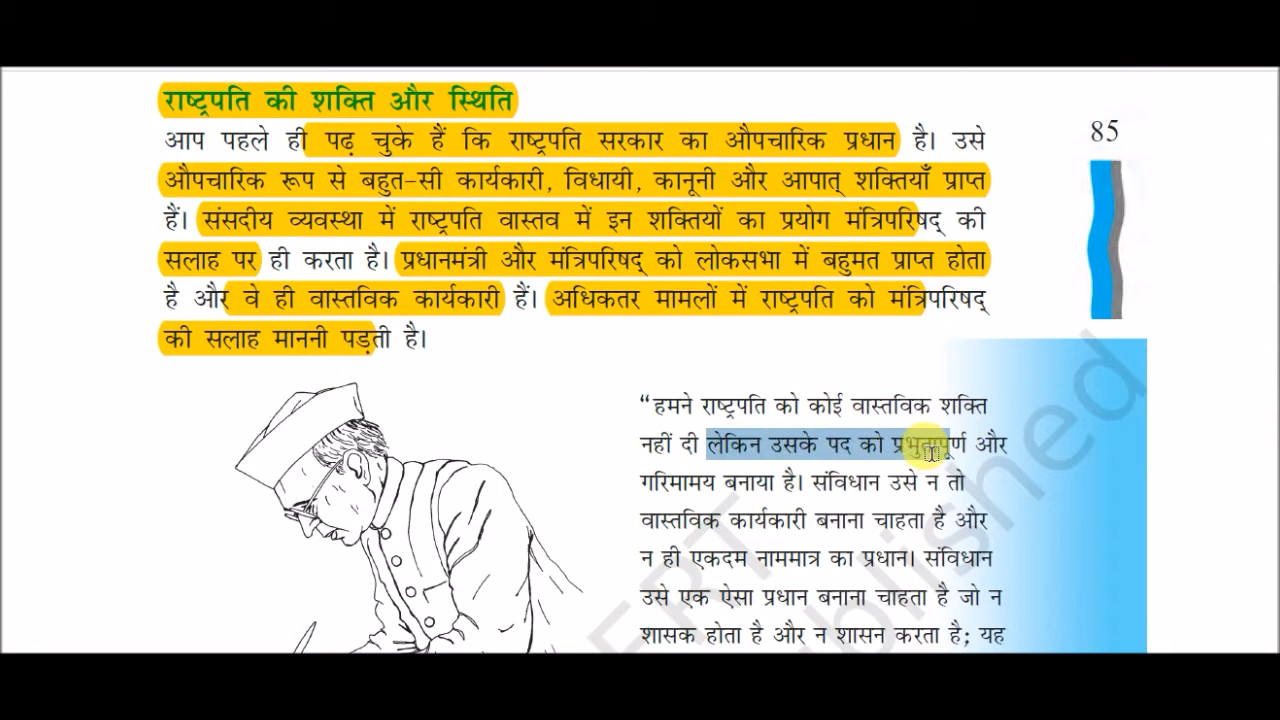 राष्ट्रपति की शक्ति और स्थिति
आप पहले ही पढ़ चुके हैं कि राष्ट्रपति सरकार का औपचारिक प्रधान है। उसे
औपचारिक रूप से बहुत-सी कार्यकारी, विधायी, कानूनी और आपात् शक्तियाँ प्राप्त
हैं। संसदीय व्यवस्था में राष्ट्रपति वास्तव में इन शक्तियों का प्रयोग मंत्रिपरिषद् की
सलाह पर ही करता है। प्रधानमंत्री और मंत्रिपरिषद् को लोकसभा में बहुमत प्राप्त होता
है और वे ही वास्तविक कार्यकारी हैं। अधिकतर मामलों में राष्ट्रपति को मंत्रिपरिषद्
की सलाह माननी पड़ती है।
85
“हमने राष्ट्रपति को कोई वास्तविक शक्ति
नहीं दी लेकिन उसके पद को प्रभुतापूर्ण और
गरिमामय बनाया है। संविधान उसे न तो
वास्तविक कार्यकारी बनाना चाहता है और
न ही एकदम नाममात्र का प्रधान। संविधान
उसे एक ऐसा प्रधान बनाना चाहता है जो न
शासक होता है और न शासन करता है; यह